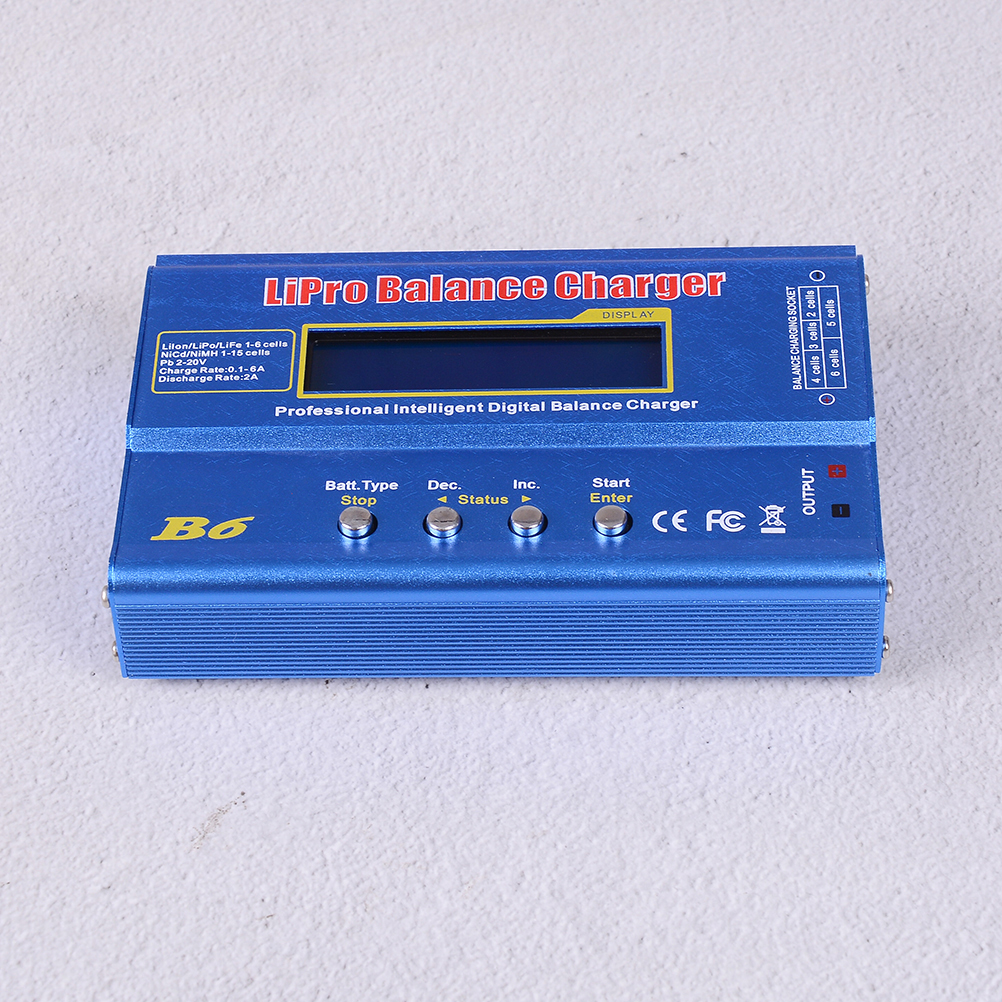 LiPro Balance Charger
DISPLAY
LiIon/LiPo/LiFe 1-6 cells
NiCd/NiMH 1-15 cells
Pb 2-20V
Charge Rate:0.1-6A
Discharge Rate:2A
Professional Intelligent Digital Balance Charger
BALANCE CHARGING SOCKET
4 cells 3 cells 2 cells
6 cells 5 cells
Batt.Type
Stop
Dec. Inc.
◄ Status ►
Start
Enter
B6
CE FC
OUTPUT
+
-